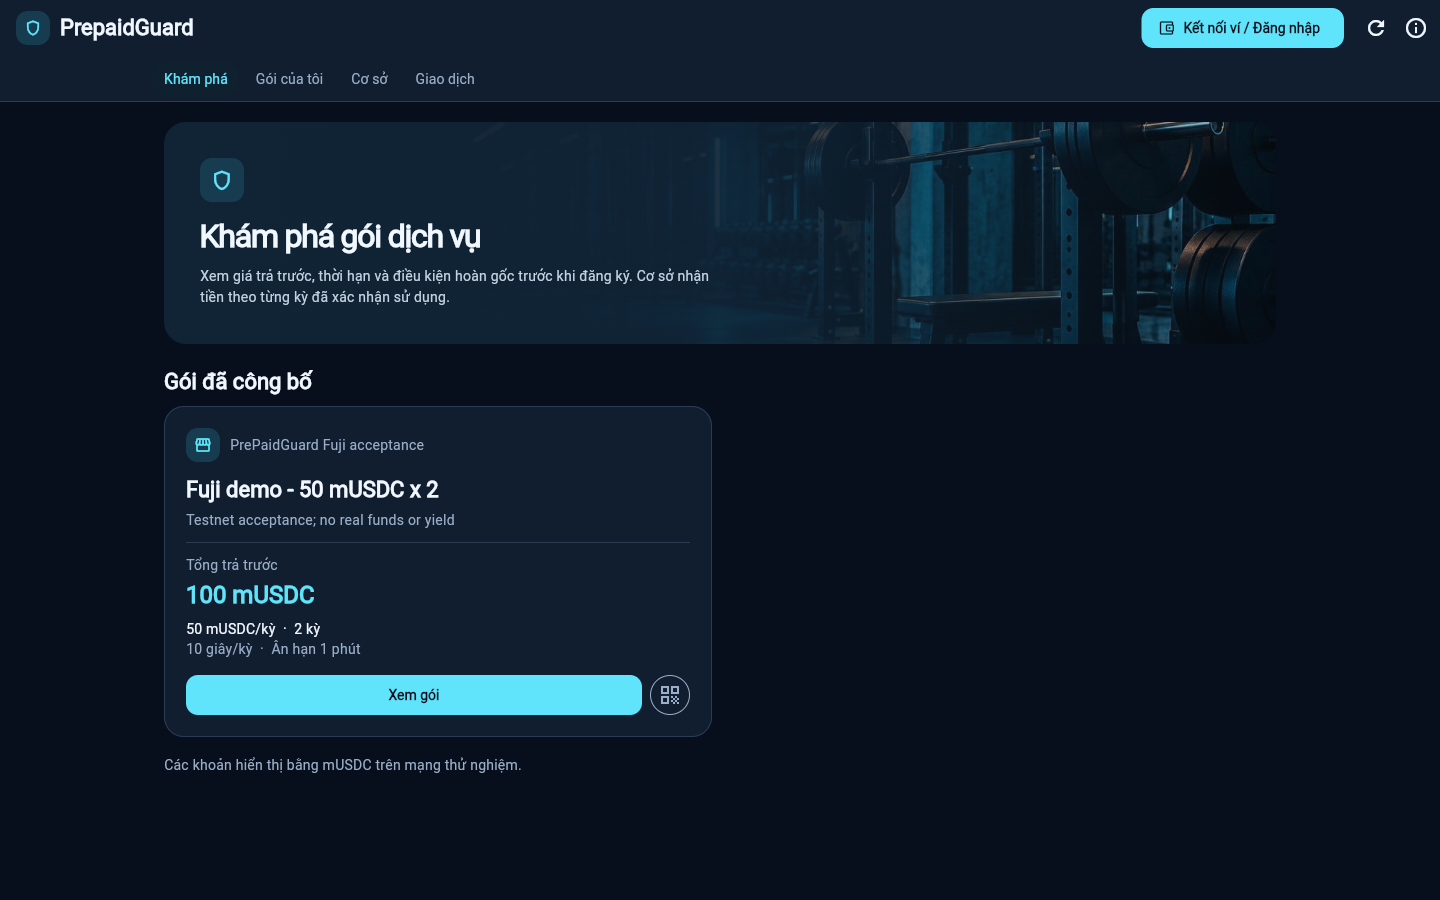 PrepaidGuard
Kết nối ví / Đăng nhập
Khám phá
Gói của tôi
Cơ sở
Giao dịch
Khám phá gói dịch vụ
Xem giá trả trước, thời hạn và điều kiện hoàn gốc trước khi đăng ký. Cơ sở nhận
tiền theo từng kỳ đã xác nhận sử dụng.
Gói đã công bố
PrePaidGuard Fuji acceptance
Fuji demo - 50 mUSDC x 2
Testnet acceptance; no real funds or yield
Tổng trả trước
100 mUSDC
50 mUSDC/kỳ · 2 kỳ
10 giây/kỳ · Ân hạn 1 phút
Xem gói
Các khoản hiển thị bằng mUSDC trên mạng thử nghiệm.